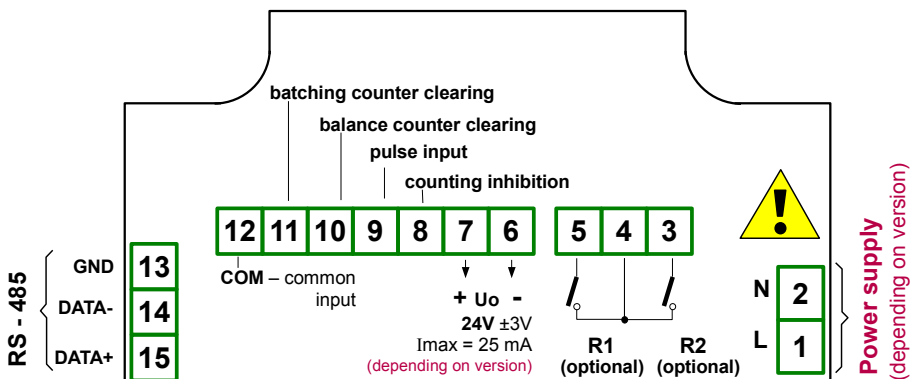 batching counter clearing
balance counter clearing
pulse input
counting inhibition
12 11 10 9 8 7 6
5 4 3
COM – common
input
+ Uo -
24V ±3V
Imax = 25 mA
(depending on version)
R1
(optional)
R2
(optional)
RS - 485
GND 13
DATA- 14
DATA+ 15
!
N 2
L 1
Power supply
(depending on version)